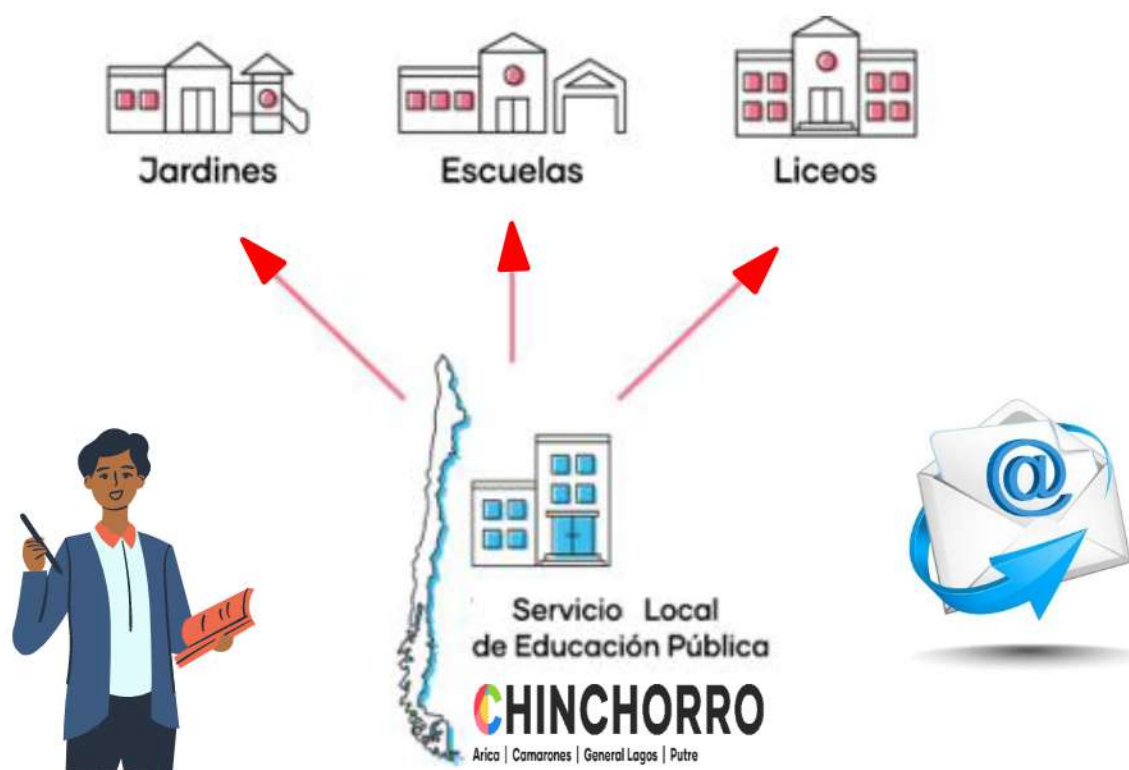 Jardines
Escuelas
Liceos
@
Servicio Local
de Educación Pública
CHINCHORRO
Arica | Camarones | General Lagos | Putre